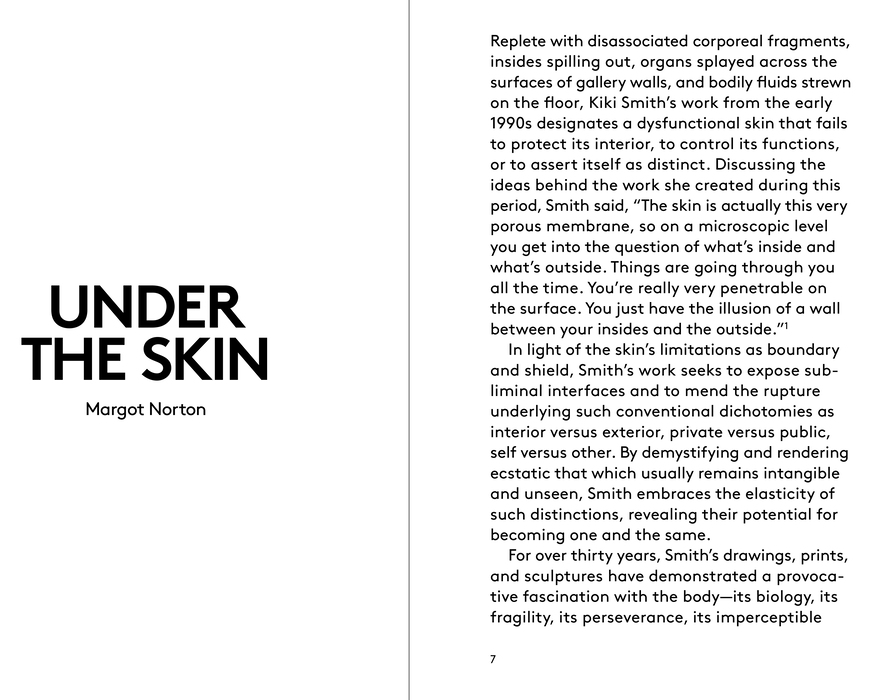 UNDER
THE SKIN
Margot Norton
Replete with disassociated corporeal fragments,
insides spilling out, organs splayed across the
surfaces of gallery walls, and bodily fluids strewn
on the floor, Kiki Smith’s work from the early
1990s designates a dysfunctional skin that fails
to protect its interior, to control its functions,
or to assert itself as distinct. Discussing the
ideas behind the work she created during this
period, Smith said, “The skin is actually this very
porous membrane, so on a microscopic level
you get into the question of what’s inside and
what’s outside. Things are going through you
all the time. You’re really very penetrable on
the surface. You just have the illusion of a wall
between your insides and the outside.”¹
In light of the skin’s limitations as boundary
and shield, Smith’s work seeks to expose sub-
liminal interfaces and to mend the rupture
underlying such conventional dichotomies as
interior versus exterior, private versus public,
self versus other. By demystifying and rendering
ecstatic that which usually remains intangible
and unseen, Smith embraces the elasticity of
such distinctions, revealing their potential for
becoming one and the same.
For over thirty years, Smith’s drawings, prints,
and sculptures have demonstrated a provoca-
tive fascination with the body—its biology, its
fragility, its perseverance, its imperceptible
7